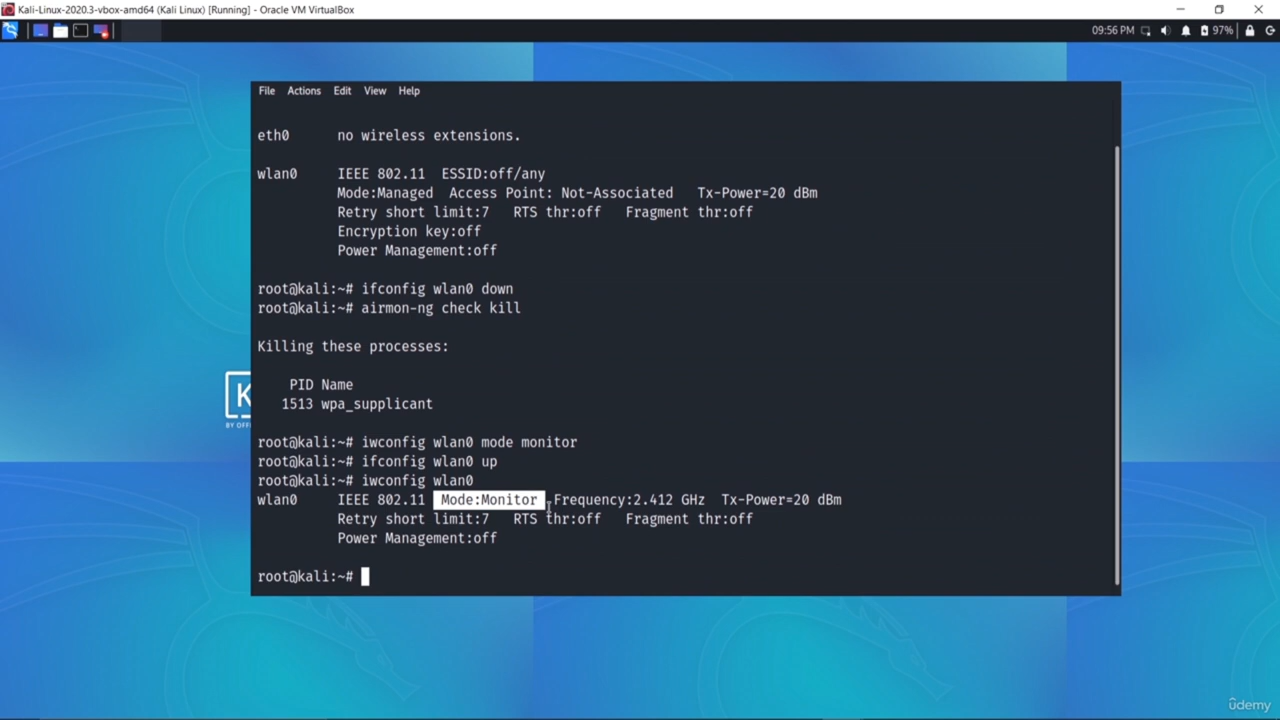 Kali-Linux-2020.3-vbox-amd64 (Kali Linux) [Running] - Oracle VM VirtualBox
09:56 PM 97%
File Actions Edit View Help
eth0 no wireless extensions.
wlan0 IEEE 802.11 ESSID:off/any
Mode:Managed Access Point: Not-Associated Tx-Power=20 dBm
Retry short limit:7 RTS thr:off Fragment thr:off
Encryption key:off
Power Management:off
root@kali:~# ifconfig wlan0 down
root@kali:~# airmon-ng check kill
Killing these processes:
PID Name
1513 wpa_supplicant
root@kali:~# iwconfig wlan0 mode monitor
root@kali:~# ifconfig wlan0 up
root@kali:~# iwconfig wlan0
wlan0 IEEE 802.11 Mode:Monitor Frequency:2.412 GHz Tx-Power=20 dBm
Retry short limit:7 RTS thr:off Fragment thr:off
Power Management:off
root@kali:~#
K
BY OFF
ûdemy